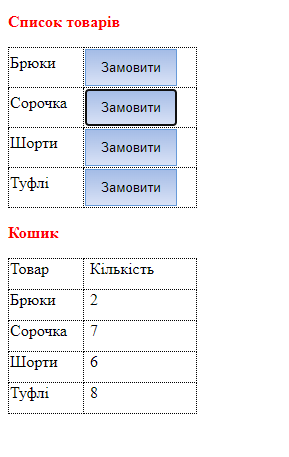 Список товарів
Брюки Замовити
Сорочка Замовити
Шорти Замовити
Туфлі Замовити
Кошик
Товар Кількість
Брюки 2
Сорочка 7
Шорти 6
Туфлі 8